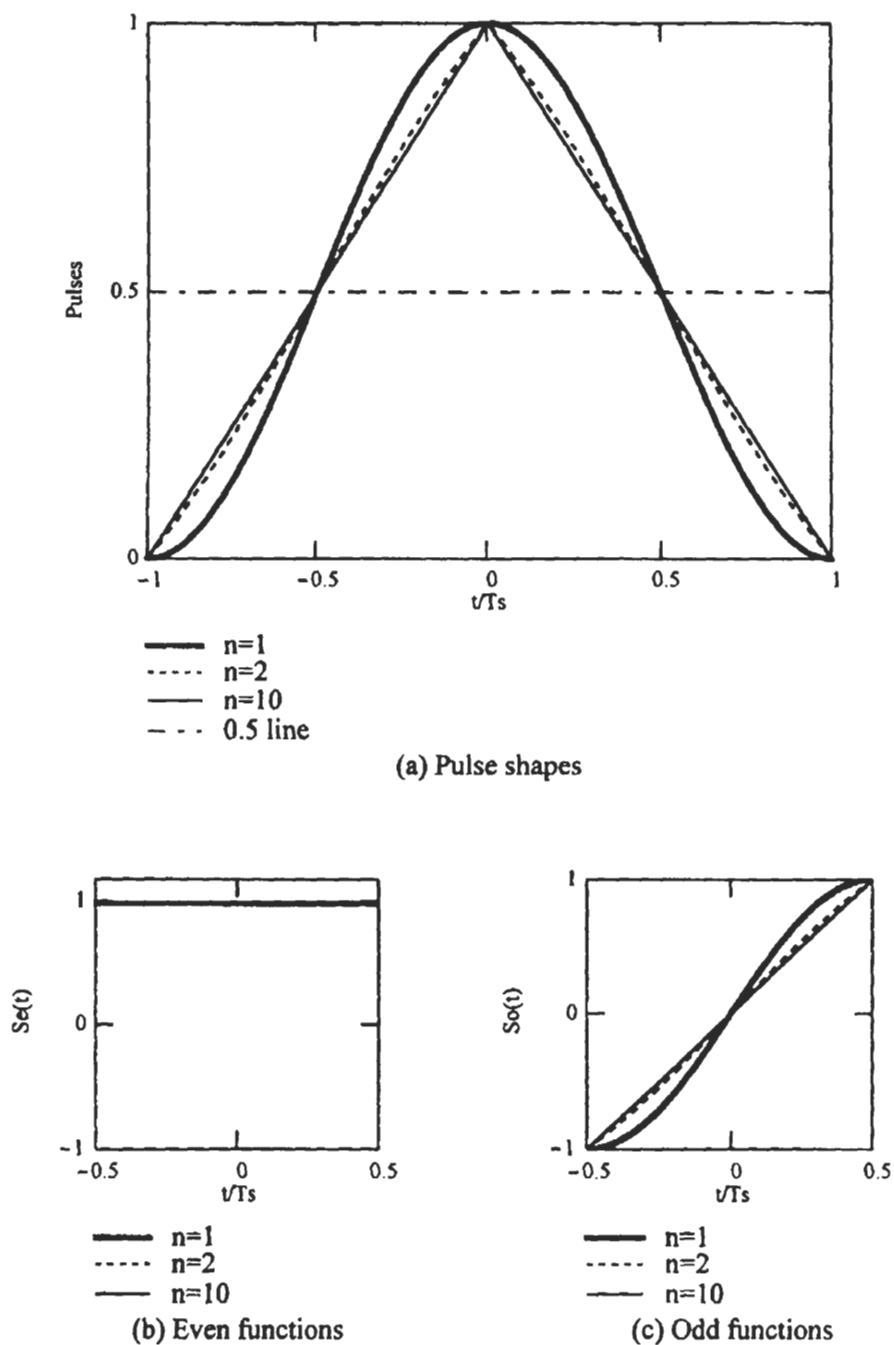 1
0.5
0
Pulses
-1
-0.5
0
0.5
1
t/Ts
n=1
n=2
n=10
0.5 line
(a) Pulse shapes
1
0
-1
Se(t)
-0.5
0
0.5
t/Ts
n=1
n=2
n=10
(b) Even functions
1
0
-1
So(t)
-0.5
0
0.5
t/Ts
n=1
n=2
n=10
(c) Odd functions